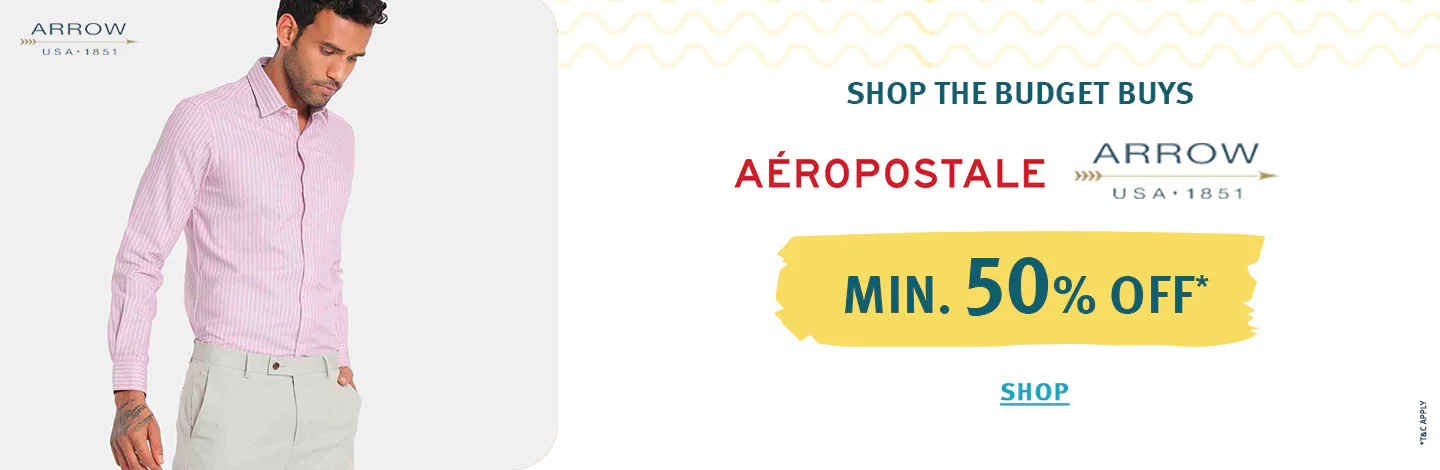 ARROW
USA • 1851
SHOP THE BUDGET BUYS
AÉROPOSTALE
ARROW
USA • 1851
MIN. 50% OFF*
SHOP
*T&C APPLY